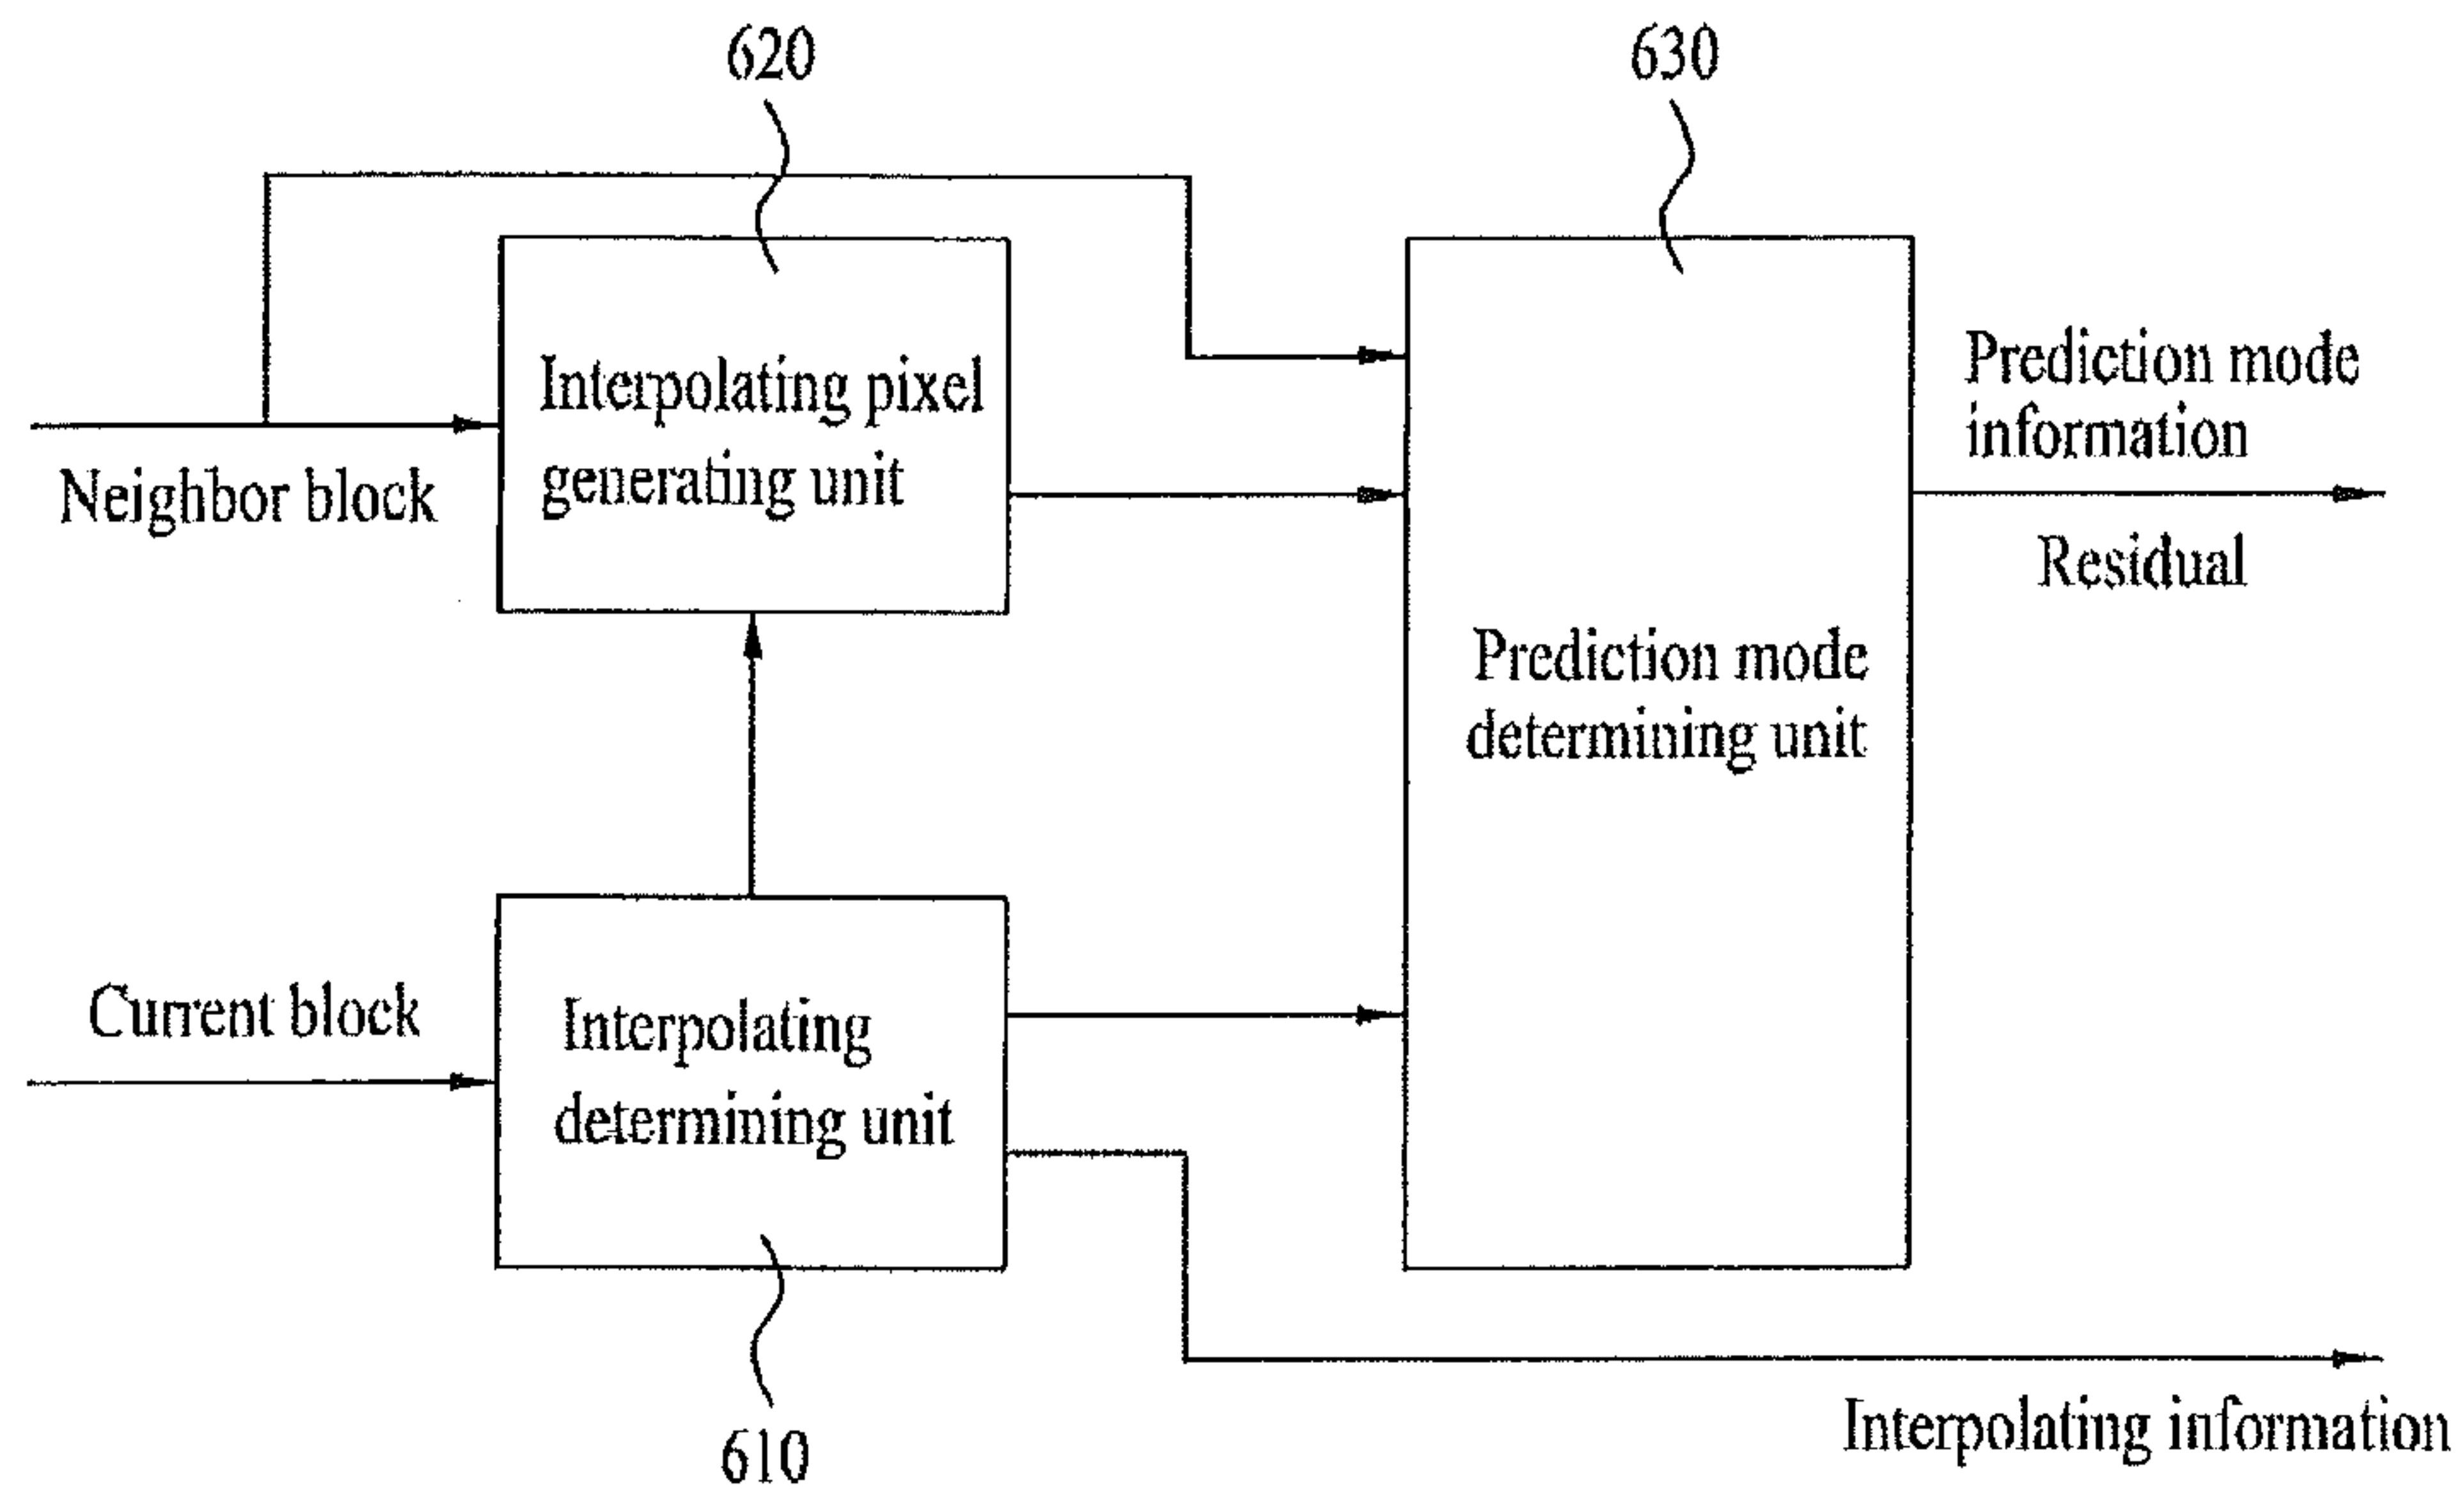 620
630
Interpolating pixel
generating unit
Neighbor block
Prediction mode
information
Residual
Prediction mode
determining unit
Current block
Interpolating
determining unit
Interpolating information
610